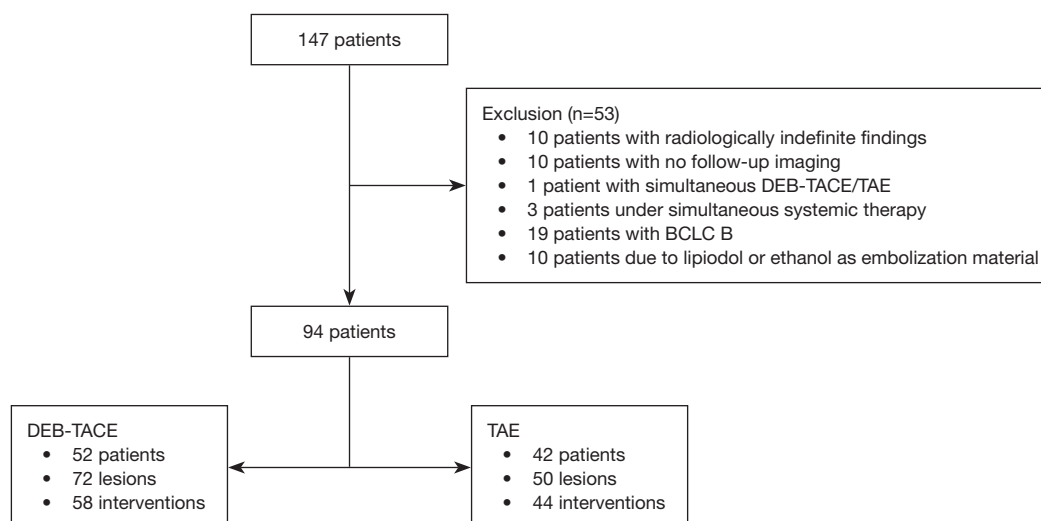 147 patients
Exclusion (n=53)
• 10 patients with radiologically indefinite findings
• 10 patients with no follow-up imaging
• 1 patient with simultaneous DEB-TACE/TAE
• 3 patients under simultaneous systemic therapy
• 19 patients with BCLC B
• 10 patients due to lipiodol or ethanol as embolization material
94 patients
DEB-TACE
• 52 patients
• 72 lesions
• 58 interventions
TAE
• 42 patients
• 50 lesions
• 44 interventions